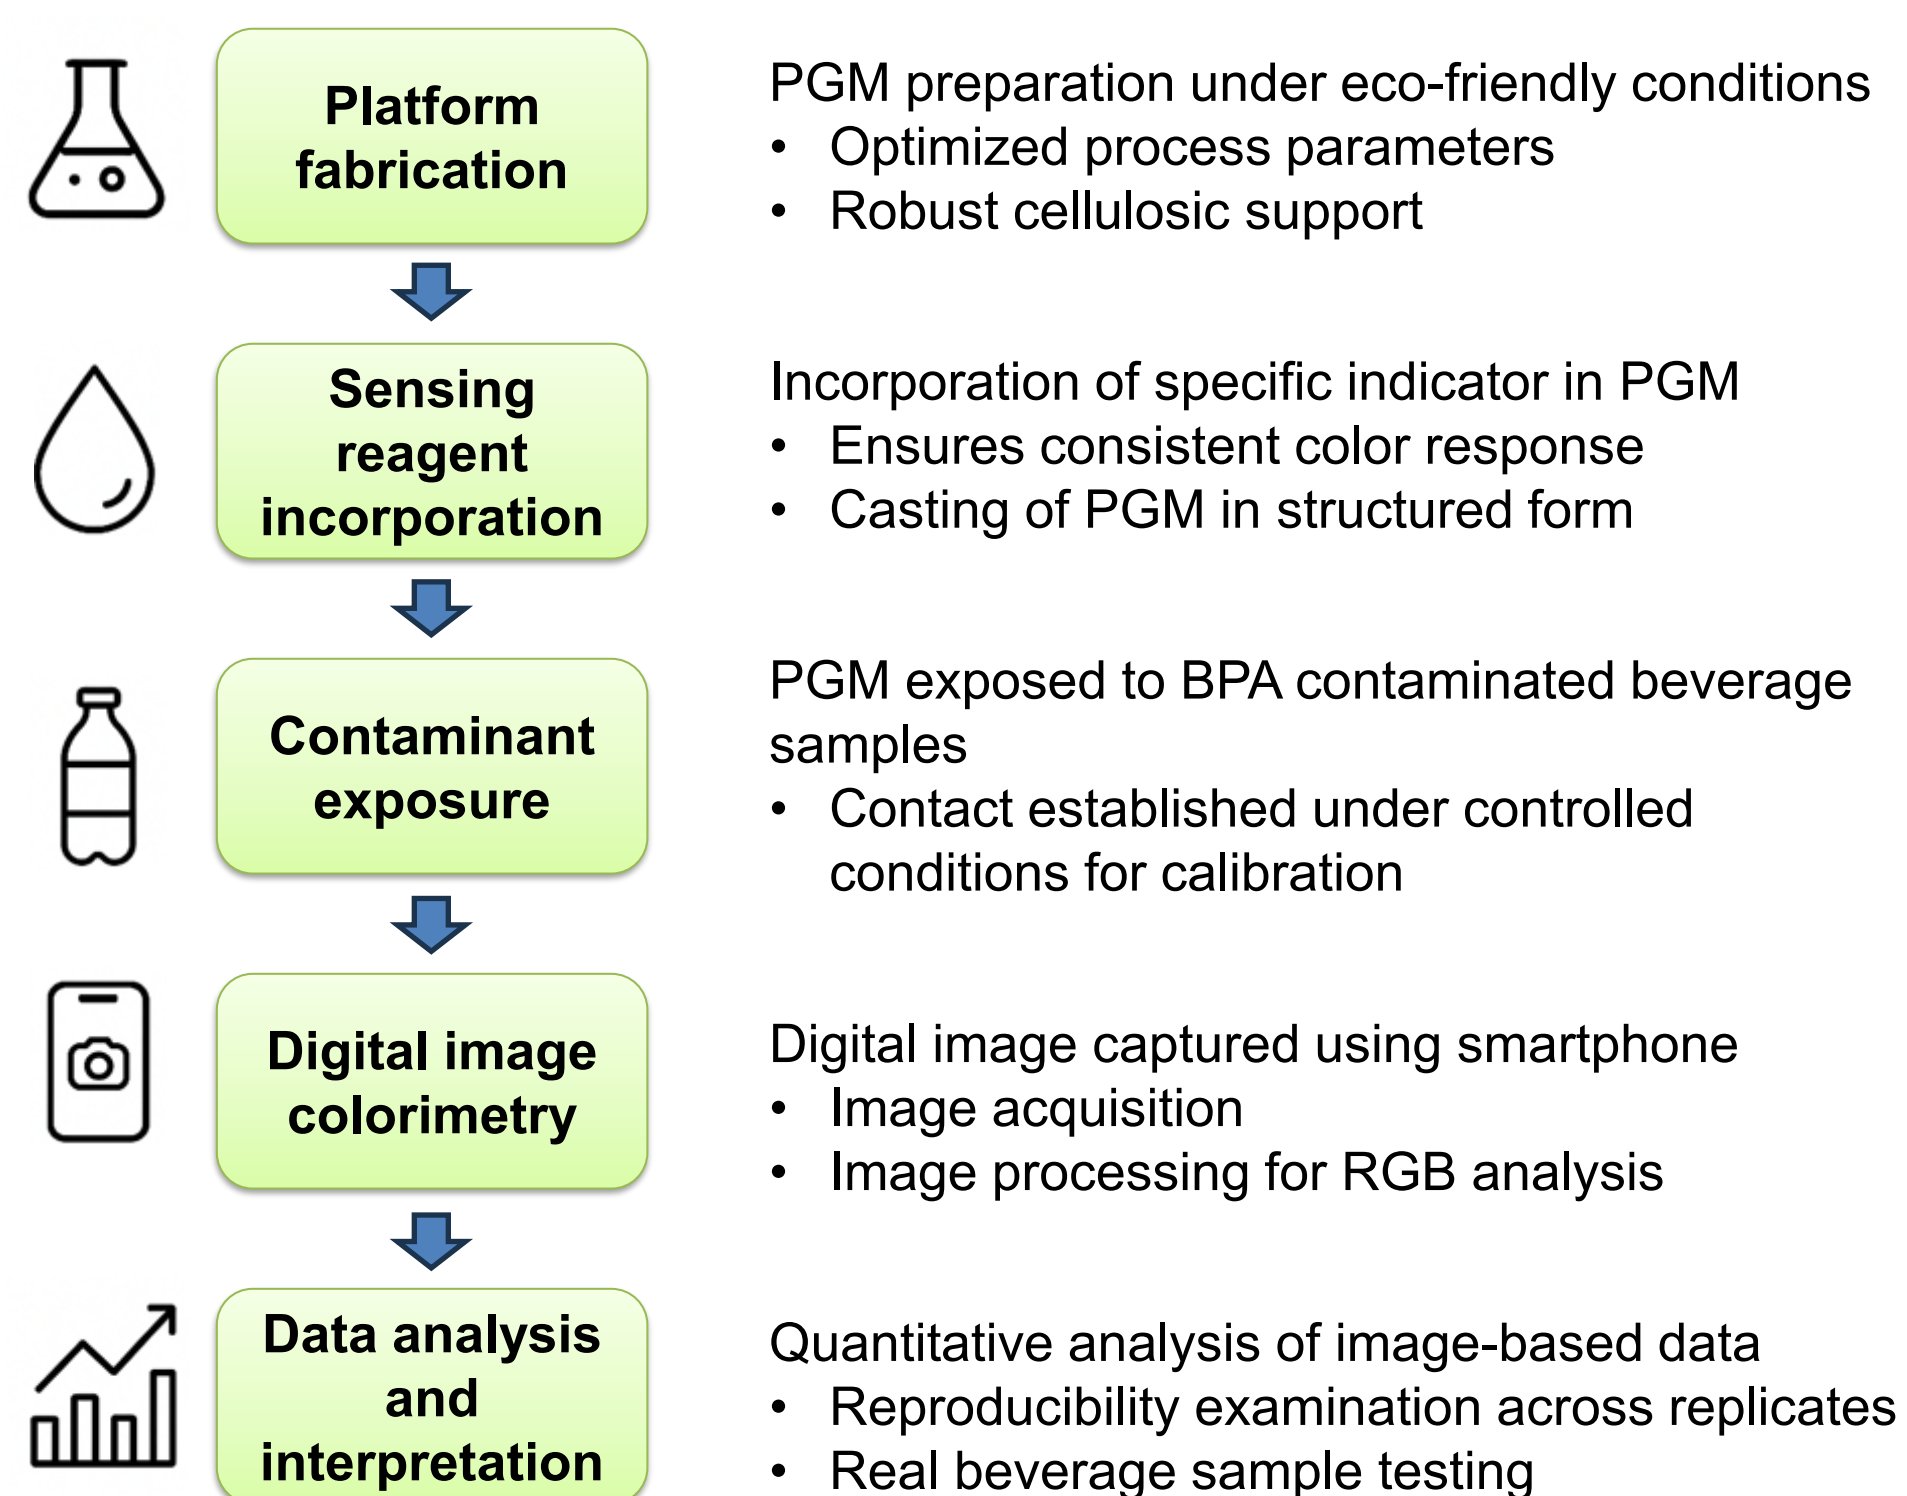 Platform
fabrication
PGM preparation under eco-friendly conditions
• Optimized process parameters
• Robust cellulosic support
Sensing
reagent
incorporation
Incorporation of specific indicator in PGM
• Ensures consistent color response
• Casting of PGM in structured form
Contaminant
exposure
PGM exposed to BPA contaminated beverage
samples
• Contact established under controlled
conditions for calibration
Digital image
colorimetry
Digital image captured using smartphone
• Image acquisition
• Image processing for RGB analysis
Data analysis
and
interpretation
Quantitative analysis of image-based data
• Reproducibility examination across replicates
• Real beverage sample testing